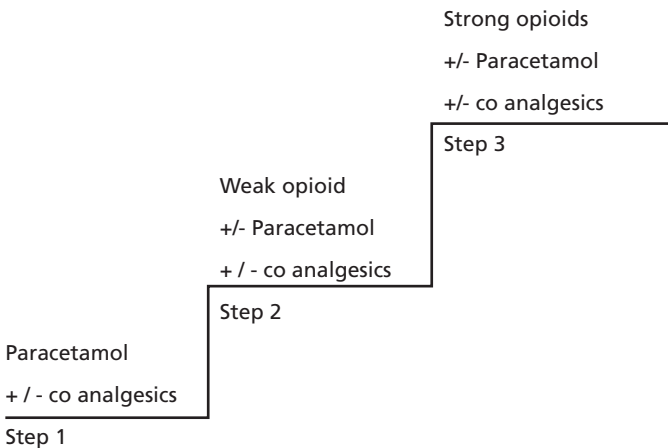 Strong opioids
+/- Paracetamol
+/- co analgesics
Step 3
Weak opioid
+/- Paracetamol
+ / - co analgesics
Step 2
Paracetamol
+ / - co analgesics
Step 1